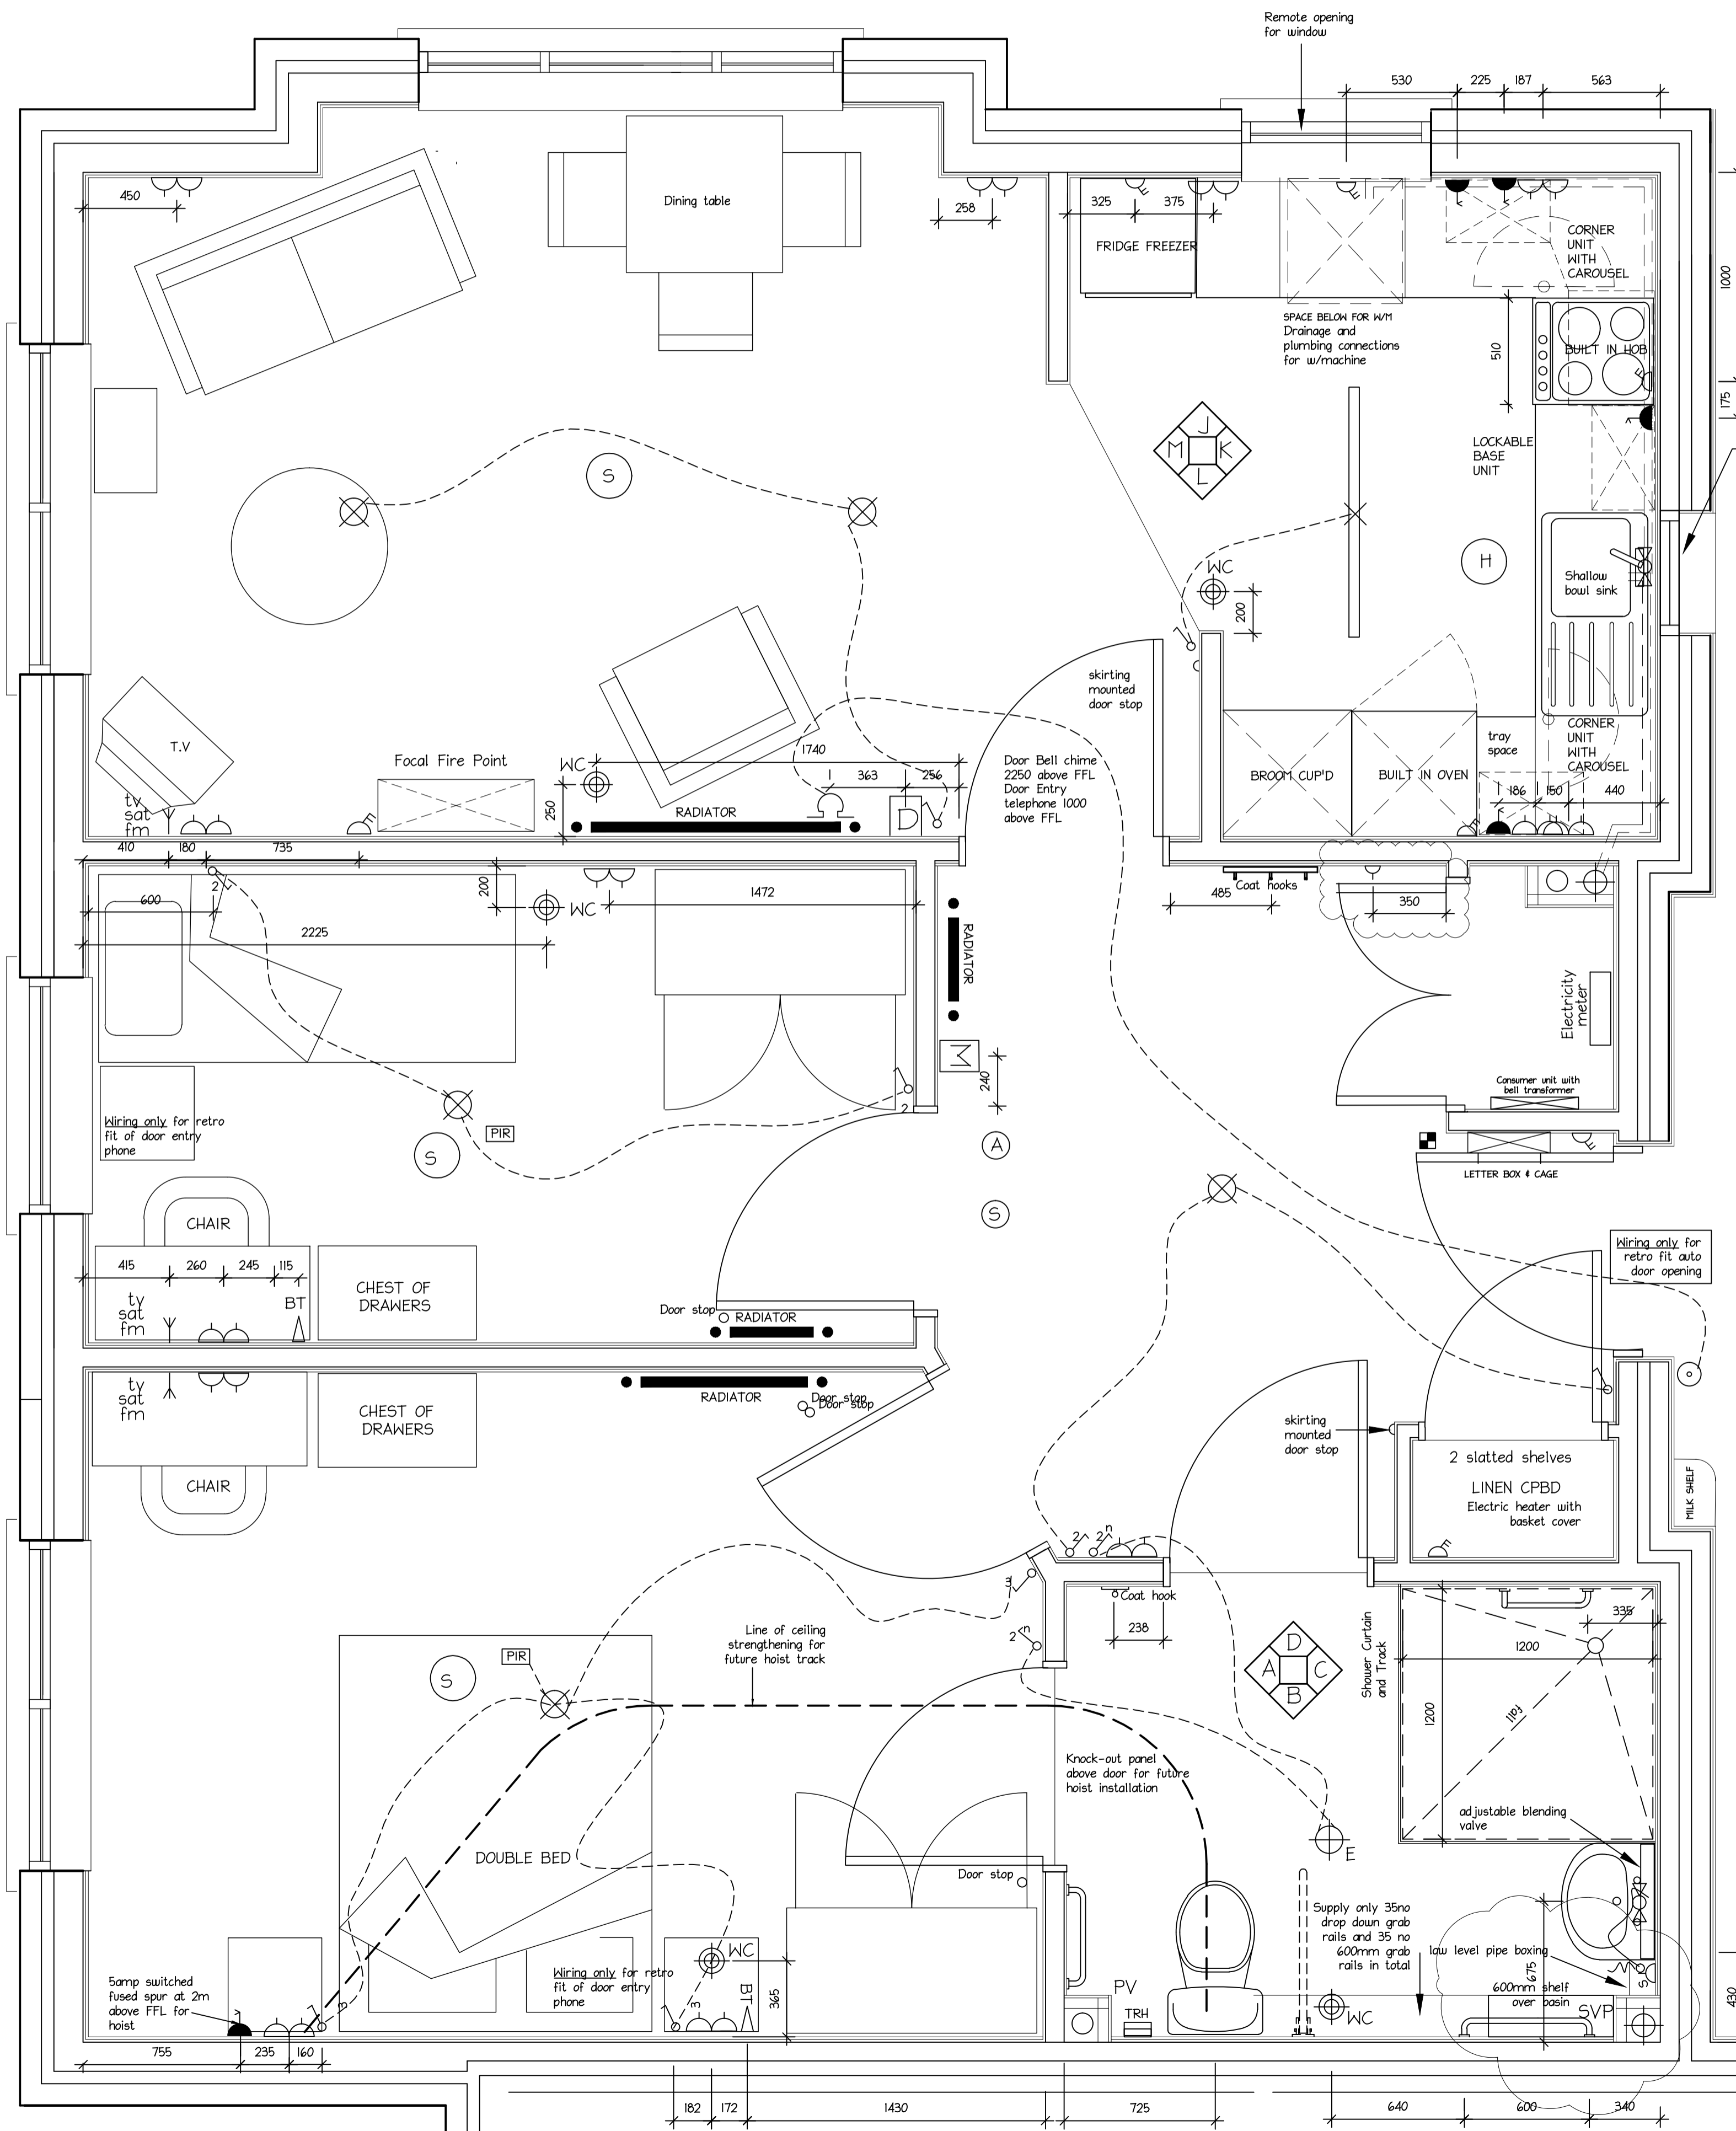 Remote opening
for window
530
225
187
563
450
Dining table
258
325
375
FRIDGE FREEZER
E
E
CORNER
UNIT
WITH
CAROUSEL
1000
SPACE BELOW FOR W/M
Drainage and
plumbing connections
for w/machine
510
BUILT IN HOB
E
175
J
M K
L
LOCKABLE
BASE
UNIT
S
H
WC
200
Shallow
bowl sink
skirting
mounted
door stop
T.V
Focal Fire Point
WC
1740
363
256
250
RADIATOR
D
Door Bell chime
2250 above FFL
Door Entry
telephone 1000
above FFL
tray
space
CORNER
UNIT
WITH
CAROUSEL
BROOM CUP'D
BUILT IN OVEN
186
150
440
tv
sat
fm
E
E
410
180
735
2
600
200
WC
1472
2225
RADIATOR
485
Coat hooks
350
Electricity
meter
M
240
Consumer unit with
bell transformer
2
Wiring only for retro
fit of door entry
phone
PIR
S
A
S
E
LETTER BOX & CAGE
CHAIR
Wiring only for
retro fit auto
door opening
415
260
245
115
tv
sat
fm
BT
CHEST OF
DRAWERS
Door stop
RADIATOR
tv
sat
fm
CHEST OF
DRAWERS
RADIATOR
Door stop
Door stop
CHAIR
skirting
mounted
door stop
2 slatted shelves
LINEN CPBD
Electric heater with
basket cover
E
MILK SHELF
2
2
n
3
Coat hook
238
2
n
Line of ceiling
strengthening for
future hoist track
PIR
S
D
A C
B
Shower Curtain
and Track
335
1200
1200
fall
Knock-out panel
above door for future
hoist installation
adjustable blending
valve
E
DOUBLE BED
Door stop
Supply only 35no
drop down grab
rails and 35 no
600mm grab
rails in total
low level pipe boxing
675
600mm shelf
over basin
S
SVP
5amp switched
fused spur at 2m
above FFL for
hoist
3
Wiring only for retro
fit of door entry
phone
WC
3
BT
365
PV
TRH
WC
430
755
235
160
182
172
1430
725
640
600
340